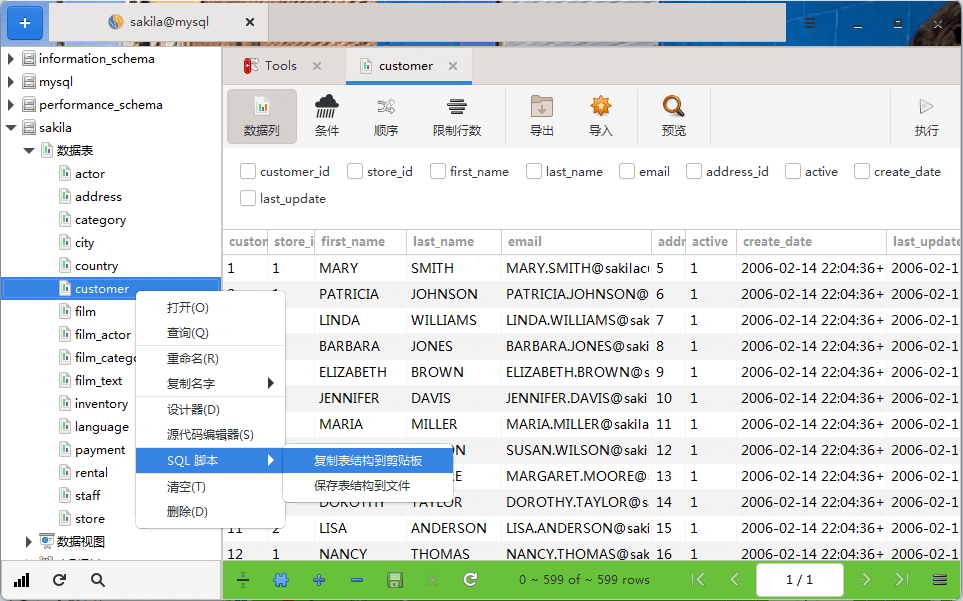 sakila@mysql
information_schema
mysql
performance_schema
sakila
数据表
actor
address
category
city
country
customer
film
film_actor
film_catego
film_text
inventory
language
payment
rental
staff
store
数据视图
打开(O)
查询(Q)
重命名(R)
复制名字
设计器(D)
源代码编辑器(S)
SQL 脚本
清空(T)
删除(D)
复制表结构到剪贴板
保存表结构到文件
Tools
customer
数据列 条件 顺序 限制行数 导出 导入 预览 执行
customer_id store_id first_name last_name email address_id active create_date
last_update
custon store_i first_name last_name email addr active create_date last_update
1 1 MARY SMITH MARY.SMITH@sakilacu 5 1 2006-02-14 22:04:36+ 2006-02-1
PATRICIA JOHNSON PATRICIA.JOHNSON@ 6 1 2006-02-14 22:04:36+ 2006-02-1
LINDA WILLIAMS LINDA.WILLIAMS@sak 7 1 2006-02-14 22:04:36+ 2006-02-1
BARBARA JONES BARBARA.JONES@saki 8 1 2006-02-14 22:04:36+ 2006-02-1
ELIZABETH BROWN ELIZABETH.BROWN@s 9 1 2006-02-14 22:04:36+ 2006-02-1
JENNIFER DAVIS JENNIFER.DAVIS@saki 10 1 2006-02-14 22:04:36+ 2006-02-1
MARIA MILLER MARIA.MILLER@sakila 11 1 2006-02-14 22:04:36+ 2006-02-1
SUSAN.WILSON@saki 12 1 2006-02-14 22:04:36+ 2006-02-1
MARGARET.MOORE@ 13 1 2006-02-14 22:04:36+ 2006-02-1
DOROTHY TAYLOR DOROTHY.TAYLOR@sa 14 1 2006-02-14 22:04:36+ 2006-02-1
11 2 LISA ANDERSON LISA.ANDERSON@saki 15 1 2006-02-14 22:04:36+ 2006-02-1
12 1 NANCY THOMAS NANCY.THOMAS@saki 16 1 2006-02-14 22:04:36+ 2006-02-1
0 ~ 599 of ~ 599 rows
1 / 1